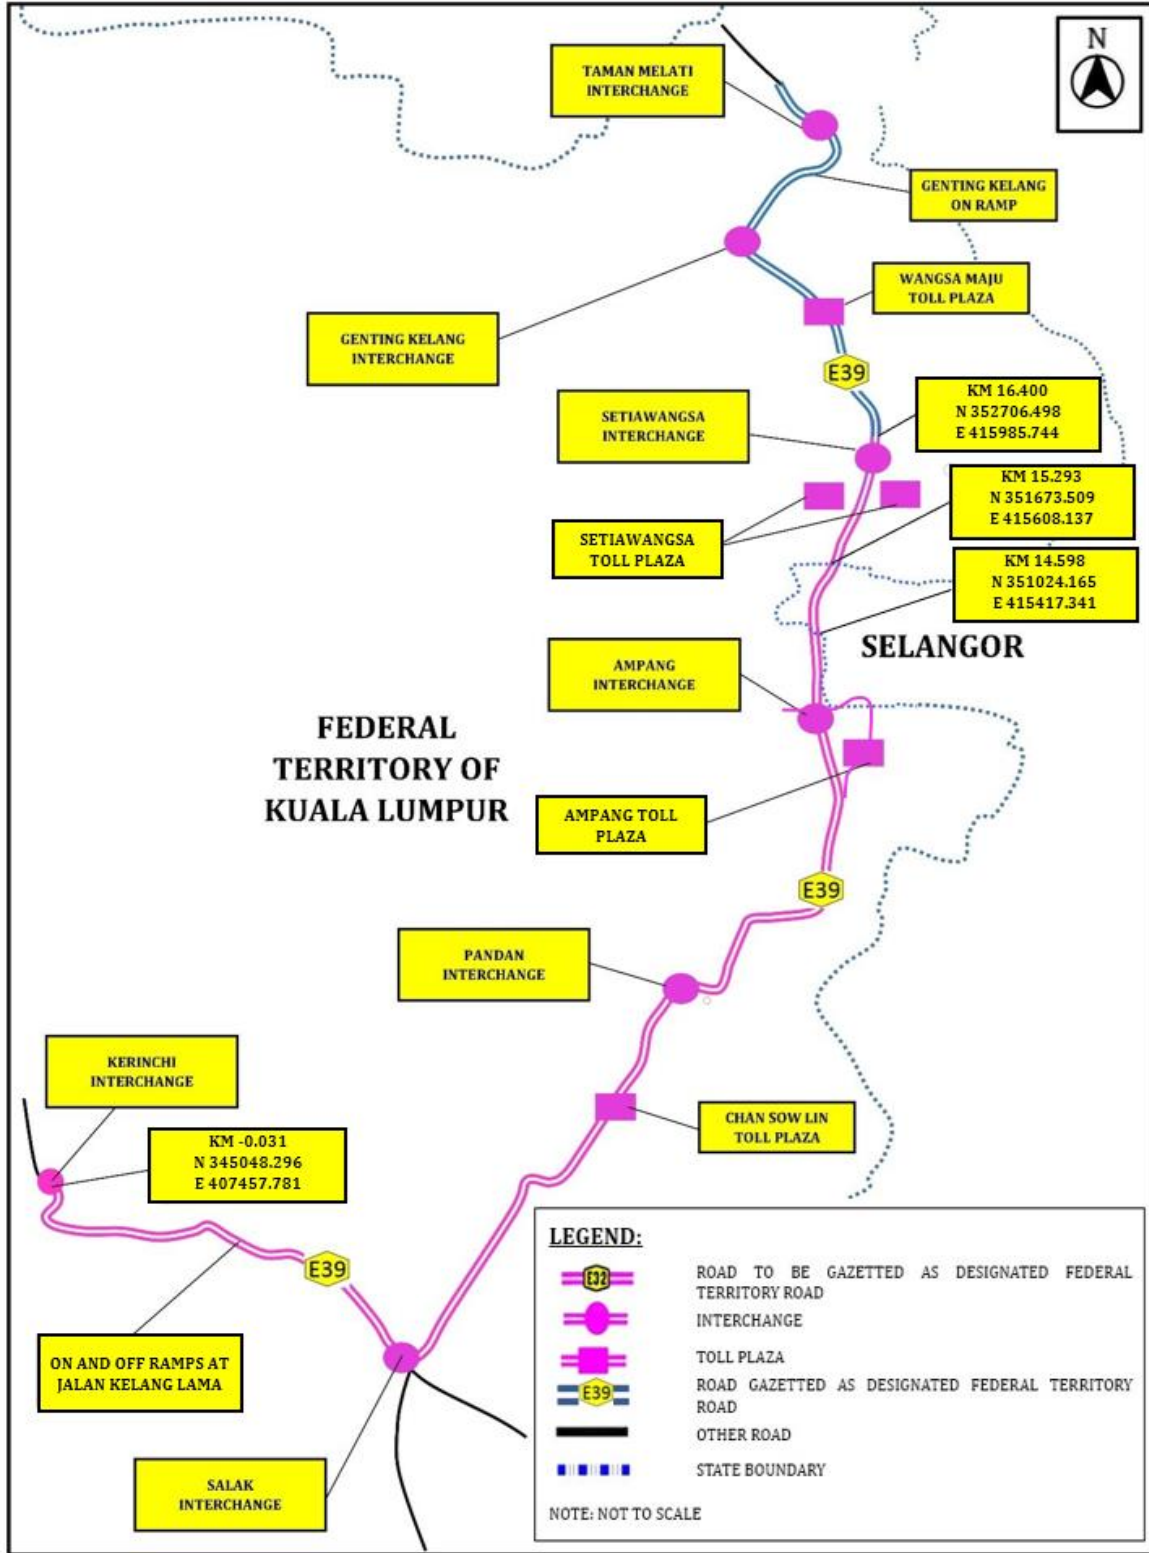 N
TAMAN MELATI
INTERCHANGE
GENTING KELANG
ON RAMP
WANGSA MAJU
TOLL PLAZA
GENTING KELANG
INTERCHANGE
E39
KM 16.400
N 352706.498
E 415985.744
SETIAWANGSA
INTERCHANGE
KM 15.293
N 351673.509
E 415608.137
SETIAWANGSA
TOLL PLAZA
KM 14.598
N 351024.165
E 415417.341
SELANGOR
AMPANG
INTERCHANGE
FEDERAL
TERRITORY OF
KUALA LUMPUR
AMPANG TOLL
PLAZA
E39
PANDAN
INTERCHANGE
KERINCHI
INTERCHANGE
CHAN SOW LIN
TOLL PLAZA
KM -0.031
N 345048.296
E 407457.781
E39
ON AND OFF RAMPS AT
JALAN KELANG LAMA
SALAK
INTERCHANGE
LEGEND:
E32
ROAD TO BE GAZETTED AS DESIGNATED FEDERAL
TERRITORY ROAD
INTERCHANGE
TOLL PLAZA
E39
ROAD GAZETTED AS DESIGNATED FEDERAL TERRITORY
ROAD
OTHER ROAD
STATE BOUNDARY
NOTE: NOT TO SCALE